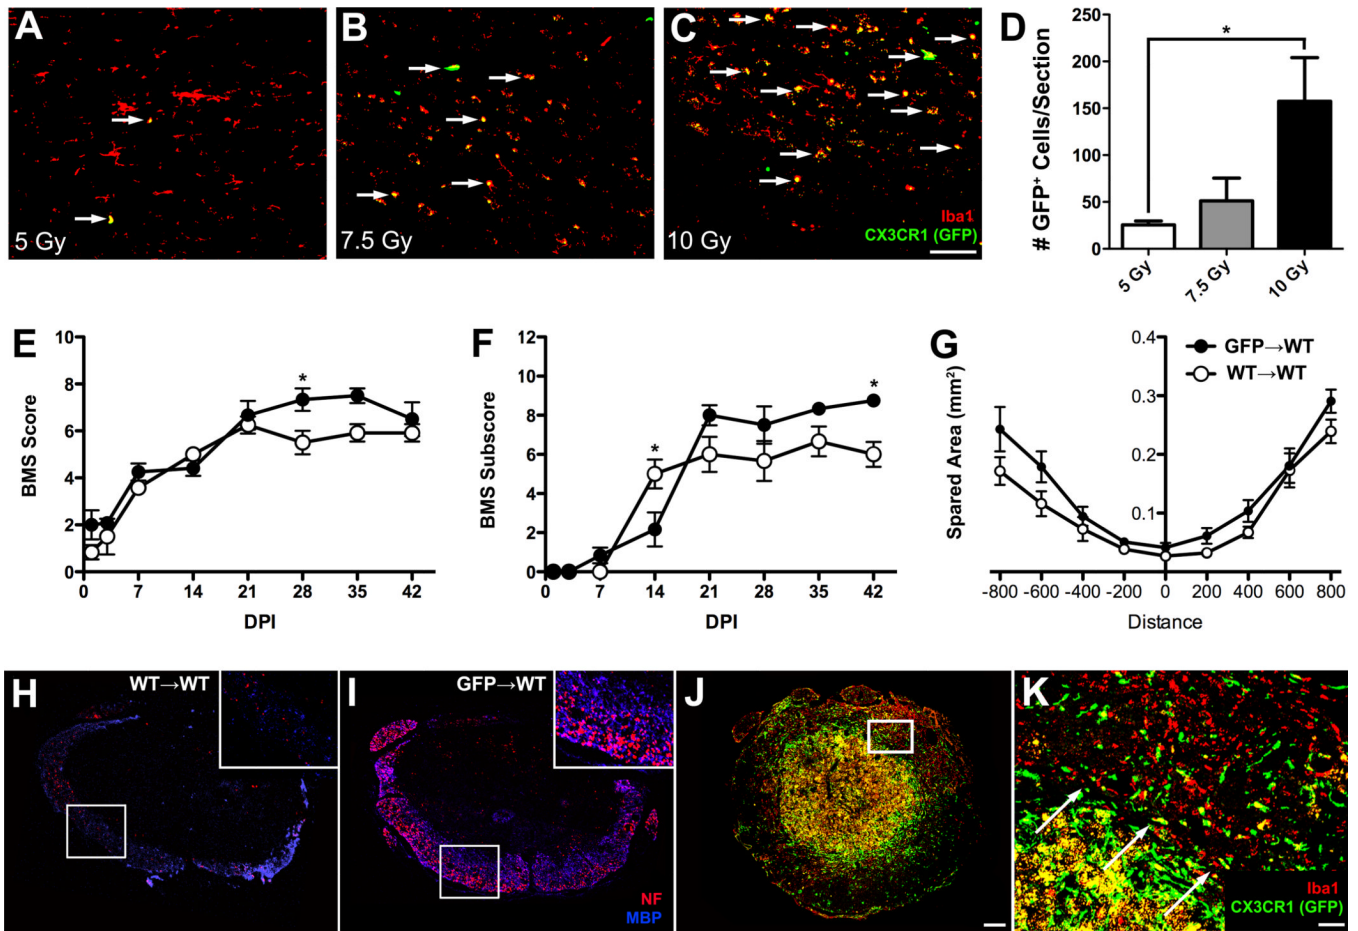 A
5 Gy
B
7.5 Gy
C
10 Gy
Iba1
CX3CR1 (GFP)
D
# GFP⁺ Cells/Section
250
200
150
100
50
0
5 Gy
7.5 Gy
10 Gy
*
E
BMS Score
10
8
6
4
2
0
*
0 7 14 21 28 35 42
DPI
F
BMS Subscore
12
10
8
6
4
2
0
*
*
0 7 14 21 28 35 42
DPI
G
Spared Area (mm²)
0.4
0.3
0.2
0.1
GFP→WT
WT→WT
-800 -600 -400 -200 0 200 400 600 800
Distance
H
WT→WT
I
GFP→WT
NF
MBP
J
K
Iba1
CX3CR1 (GFP)